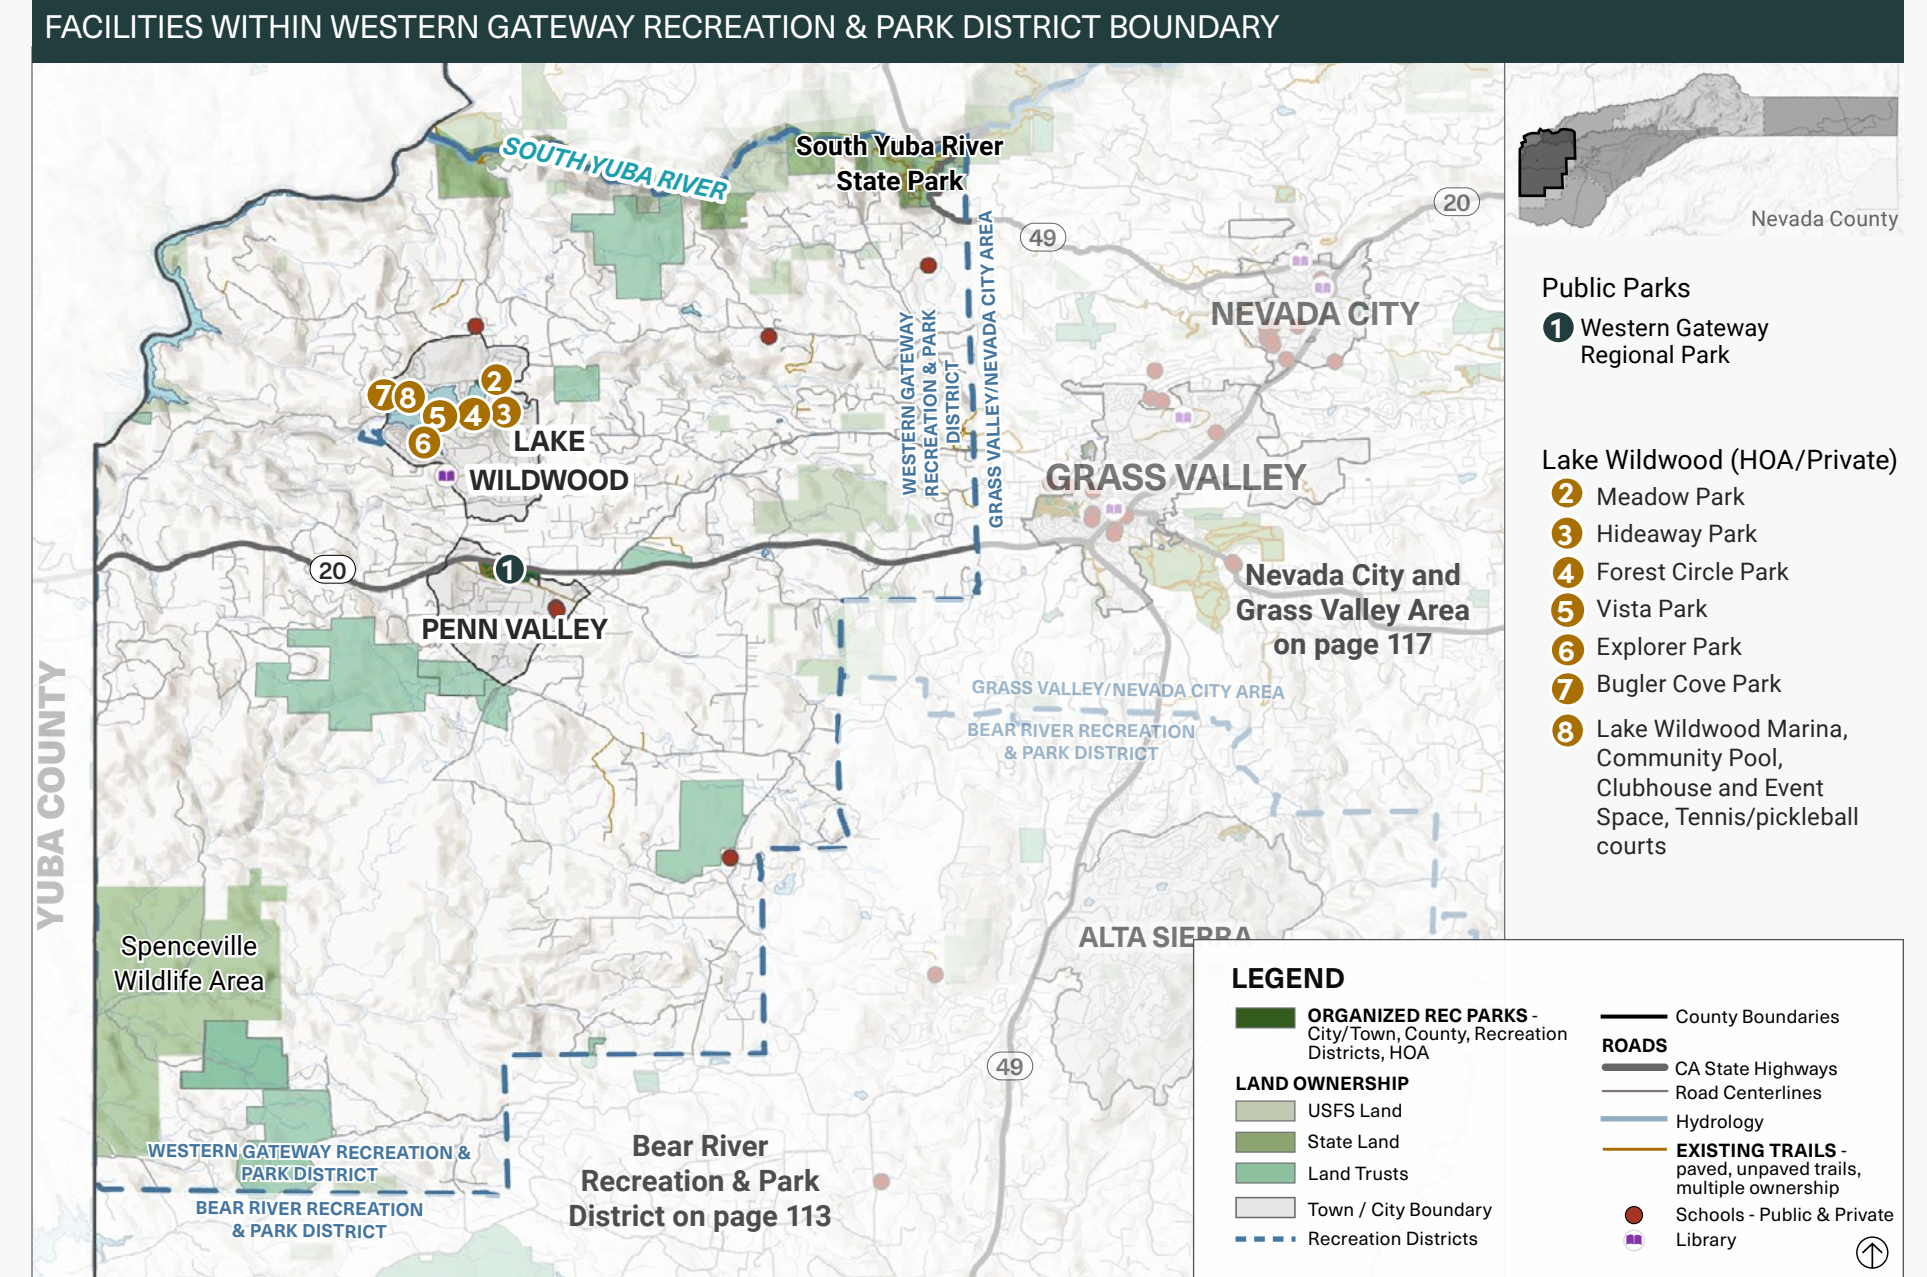 FACILITIES WITHIN WESTERN GATEWAY RECREATION & PARK DISTRICT BOUNDARY
SOUTH YUBA RIVER
South Yuba River
State Park
20
49
NEVADA CITY
WESTERN GATEWAY
RECREATION & PARK
DISTRICT
GRASS VALLEY/NEVADA CITY AREA
2
7
8
5
4
3
6
LAKE
WILDWOOD
GRASS VALLEY
20
1
PENN VALLEY
Nevada City and
Grass Valley Area
on page 117
YUBA COUNTY
GRASS VALLEY/NEVADA CITY AREA
BEAR RIVER RECREATION
& PARK DISTRICT
ALTA SIERRA
Spenceville
Wildlife Area
49
WESTERN GATEWAY RECREATION &
PARK DISTRICT
BEAR RIVER RECREATION
& PARK DISTRICT
Bear River
Recreation & Park
District on page 113
Nevada County
Public Parks
1 Western Gateway
Regional Park
Lake Wildwood (HOA/Private)
2 Meadow Park
3 Hideaway Park
4 Forest Circle Park
5 Vista Park
6 Explorer Park
7 Bugler Cove Park
8 Lake Wildwood Marina,
Community Pool,
Clubhouse and Event
Space, Tennis/pickleball
courts
LEGEND
ORGANIZED REC PARKS -
City/Town, County, Recreation
Districts, HOA
LAND OWNERSHIP
USFS Land
State Land
Land Trusts
Town / City Boundary
Recreation Districts
County Boundaries
ROADS
CA State Highways
Road Centerlines
Hydrology
EXISTING TRAILS -
paved, unpaved trails,
multiple ownership
Schools - Public & Private
Library